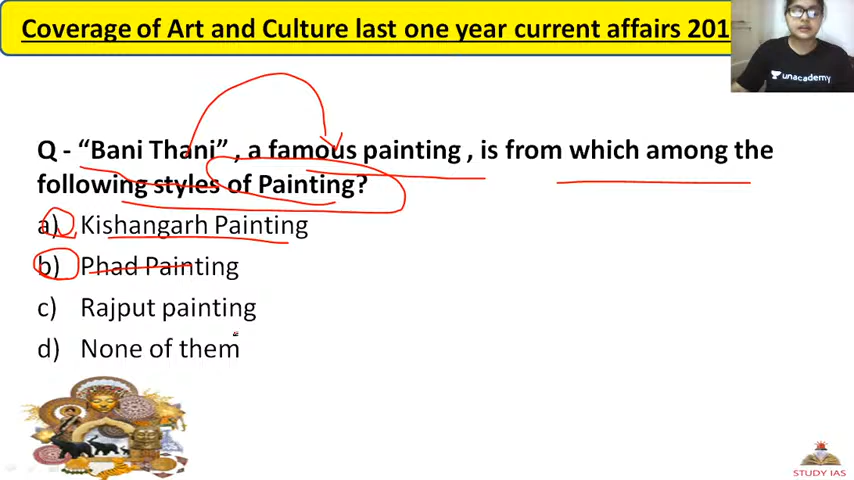 Coverage of Art and Culture last one year current affairs 201
unacademy
Q - “Bani Thani” , a famous painting , is from which among the
following styles of Painting?
a) Kishangarh Painting
b) Phad Painting
c) Rajput painting
d) None of them
STUDY IAS